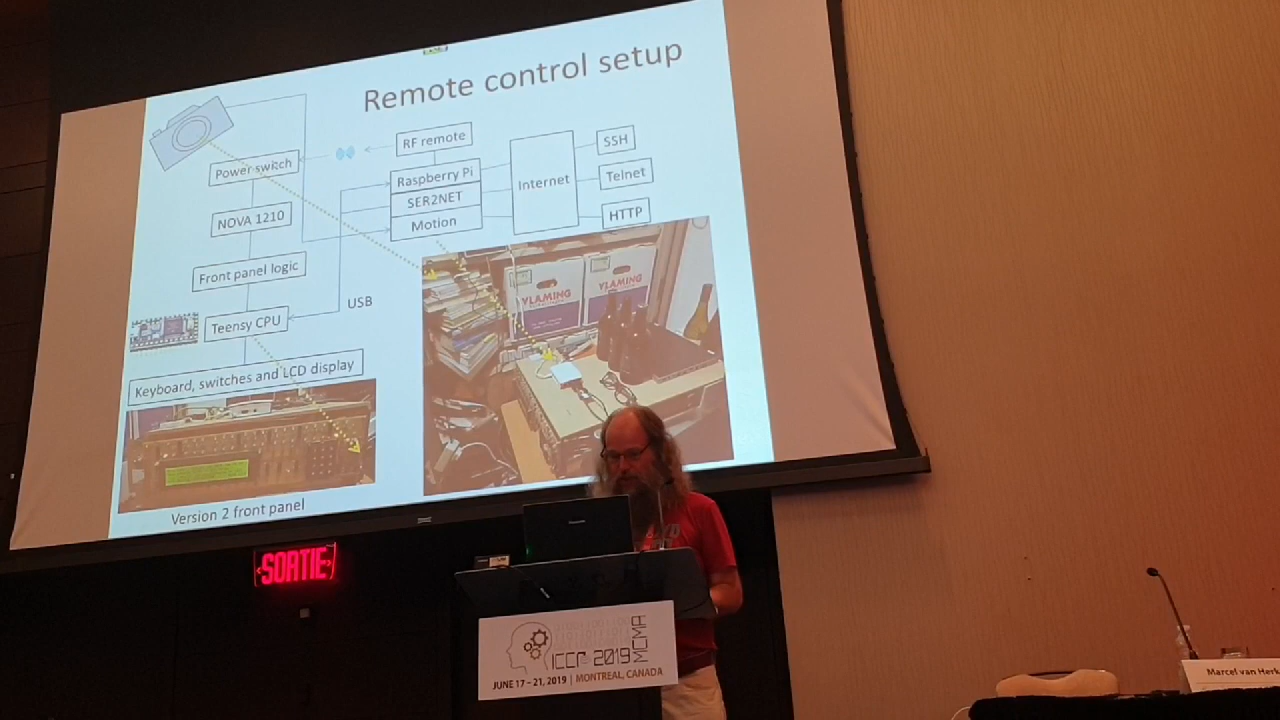 Remote control setup
RF remote
Power switch
Raspberry Pi
SER2NET
Motion
Internet
SSH
Telnet
HTTP
NOVA 1210
Front panel logic
USB
Teensy CPU
Keyboard, switches and LCD display
VLAMING
VLAMING
Version 2 front panel
SORTIE
ICCR 2019
MCMA
JUNE 17 – 21, 2019 | MONTREAL, CANADA
Marcel van Herk